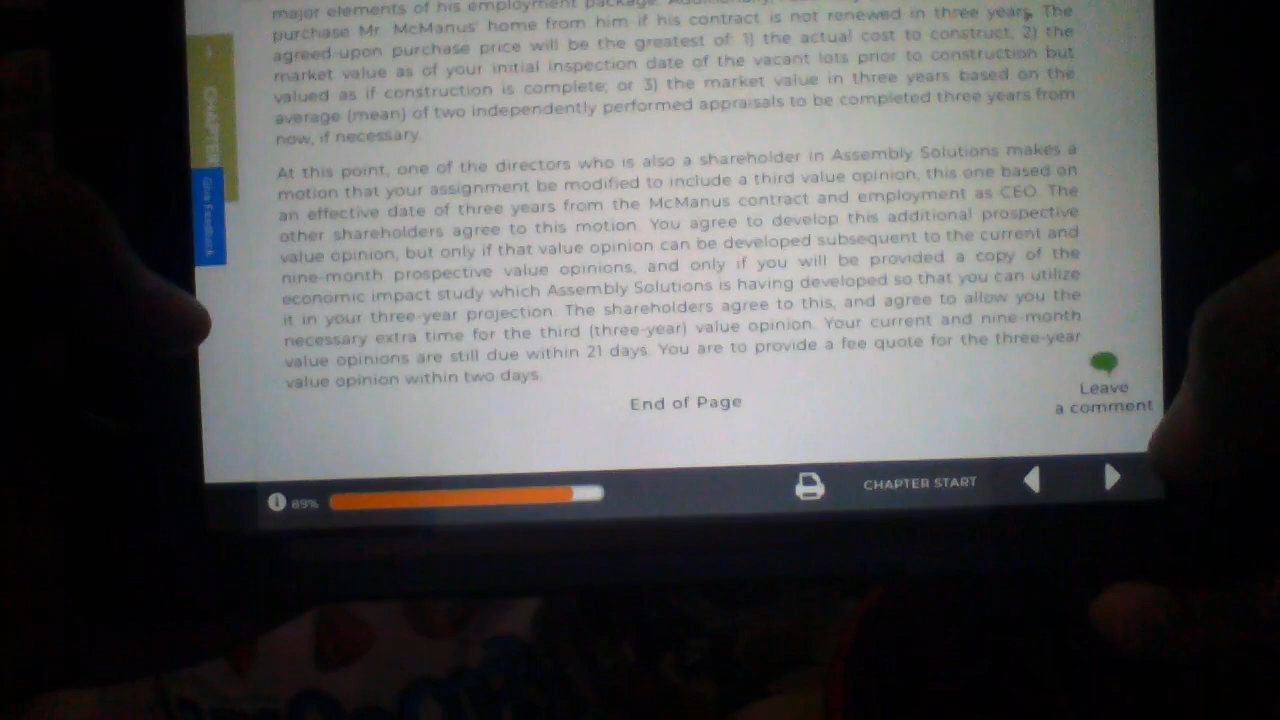 major elements of his employment package.
purchase Mr. McManus' home from him if his contract is not renewed in three years. The
agreed-upon purchase price will be the greatest of: 1) the actual cost to construct; 2) the
market value as of your initial inspection date of the vacant lots prior to construction but
valued as if construction is complete; or 3) the market value in three years based on the
average (mean) of two independently performed appraisals to be completed three years from
now, if necessary.
At this point, one of the directors who is also a shareholder in Assembly Solutions makes a
motion that your assignment be modified to include a third value opinion, this one based on
an effective date of three years from the McManus contract and employment as CEO. The
other shareholders agree to this motion. You agree to develop this additional prospective
value opinion, but only if that value opinion can be developed subsequent to the current and
nine-month prospective value opinions, and only if you will be provided a copy of the
economic impact study which Assembly Solutions is having developed so that you can utilize
it in your three-year projection. The shareholders agree to this, and agree to allow you the
necessary extra time for the third (three-year) value opinion. Your current and nine-month
value opinions are still due within 21 days. You are to provide a fee quote for the three-year
value opinion within two days.
End of Page
Leave
a comment
CHAPTER
Give Feedback
89%
CHAPTER START